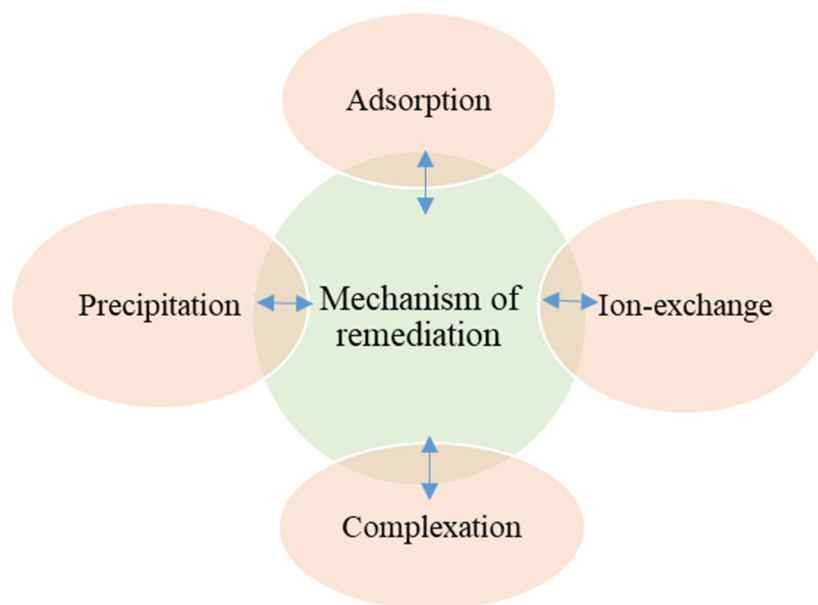 Adsorption
Precipitation
Mechanism of
remediation
Ion-exchange
Complexation